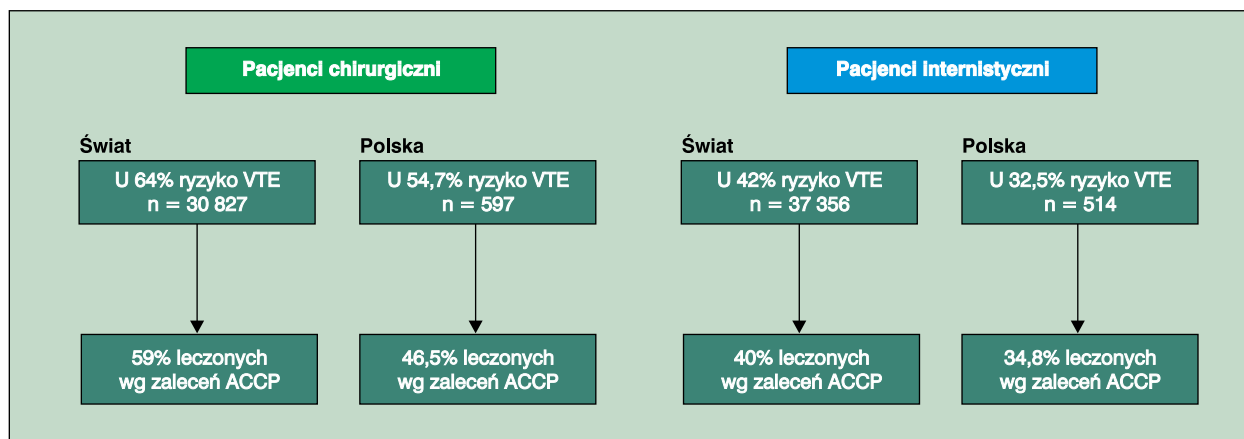 Pacjenci chirurgiczni
Świat
U 64% ryzyko VTE
n = 30 827
59% leczonych
wg zaleceń ACCP
Polska
U 54,7% ryzyko VTE
n = 597
46,5% leczonych
wg zaleceń ACCP
Pacjenci internistyczni
Świat
U 42% ryzyko VTE
n = 37 356
40% leczonych
wg zaleceń ACCP
Polska
U 32,5% ryzyko VTE
n = 514
34,8% leczonych
wg zaleceń ACCP